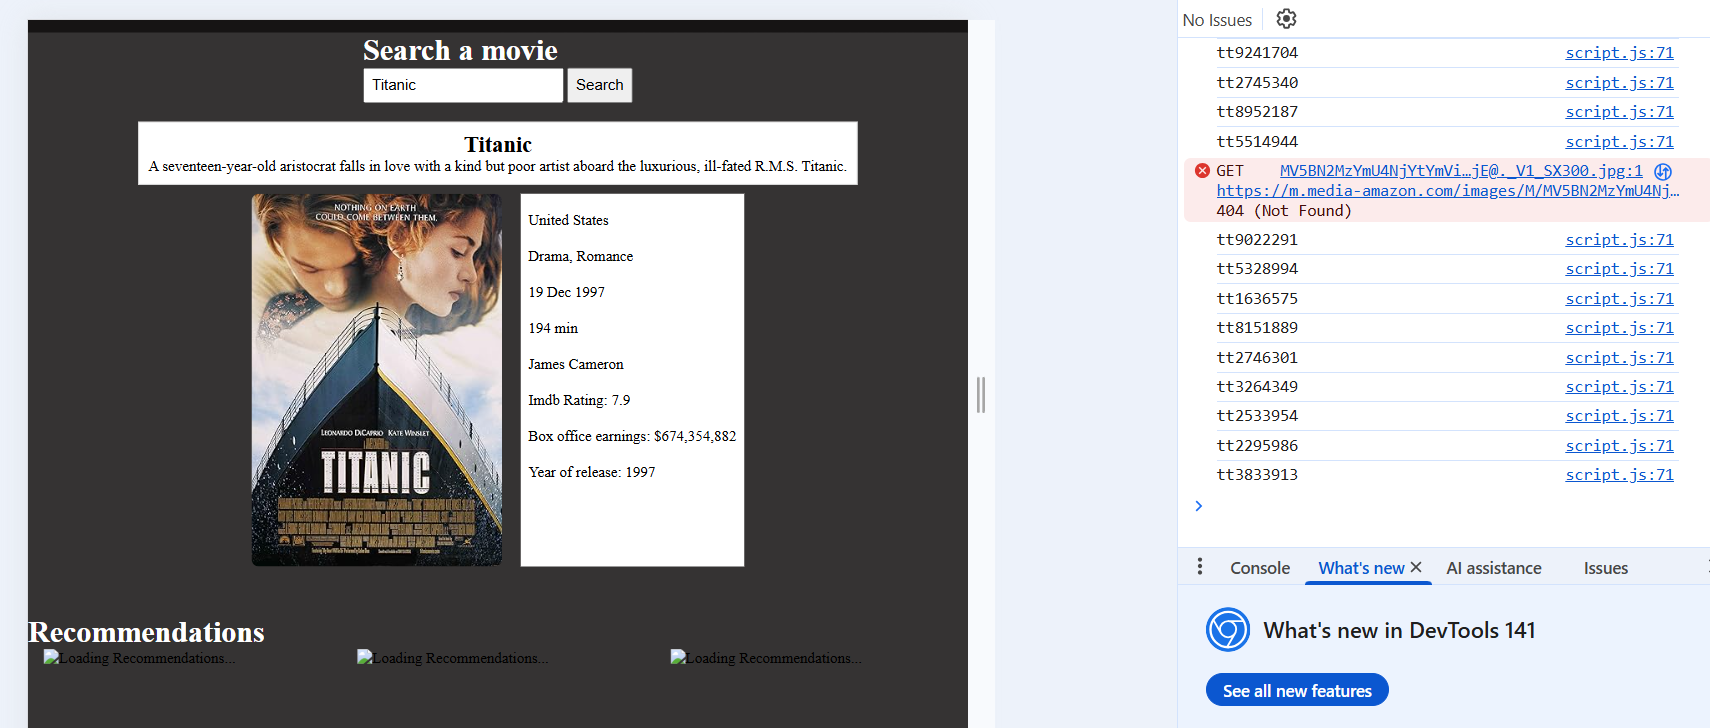 Search a movie
Titanic
Search
Titanic
A seventeen-year-old aristocrat falls in love with a kind but poor artist aboard the luxurious, ill-fated R.M.S. Titanic.
NOTHING ON EARTH
COULD COME BETWEEN THEM.
LEONARDO DiCAPRIO KATE WINSLET
TITANIC
United States
Drama, Romance
19 Dec 1997
194 min
James Cameron
Imdb Rating: 7.9
Box office earnings: $674,354,882
Year of release: 1997
Recommendations
Loading Recommendations...
Loading Recommendations...
Loading Recommendations...
No Issues
tt9241704 script.js:71
tt2745340 script.js:71
tt8952187 script.js:71
tt5514944 script.js:71
GET MV5BN2MzYmU4NjYtYmVi…jE@._V1_SX300.jpg:1
https://m.media-amazon.com/images/M/MV5BN2MzYmU4Nj…
404 (Not Found)
tt9022291 script.js:71
tt5328994 script.js:71
tt1636575 script.js:71
tt8151889 script.js:71
tt2746301 script.js:71
tt3264349 script.js:71
tt2533954 script.js:71
tt2295986 script.js:71
tt3833913 script.js:71
Console What's new AI assistance Issues
What's new in DevTools 141
See all new features